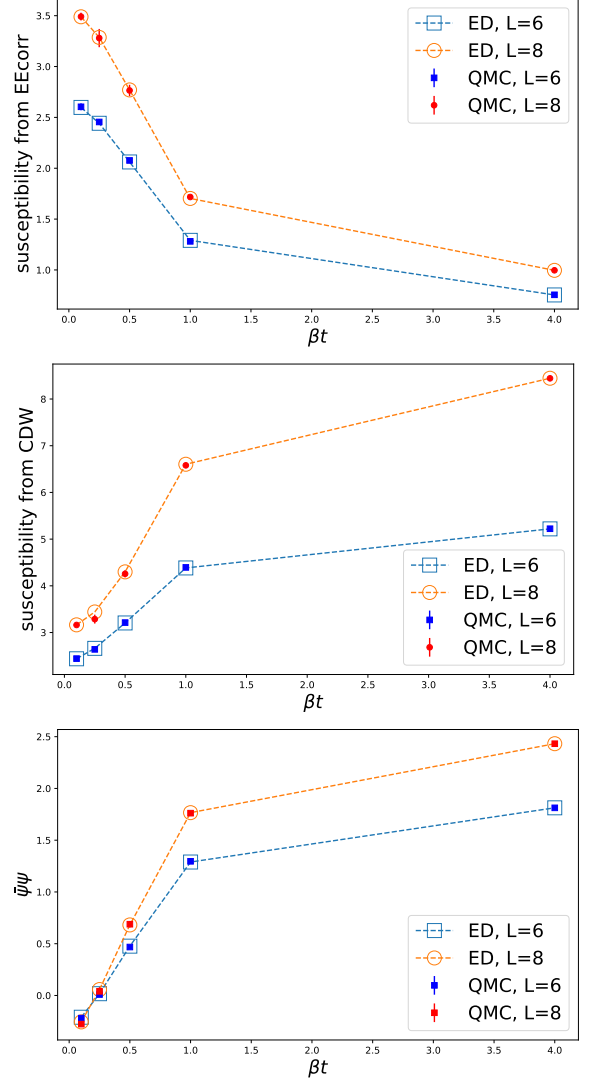 susceptibility from EEcorr
3.5
3.0
2.5
2.0
1.5
1.0
ED, L=6
ED, L=8
QMC, L=6
QMC, L=8
0.0 0.5 1.0 1.5 2.0 2.5 3.0 3.5 4.0
βt
susceptibility from CDW
8
7
6
5
4
3
ED, L=6
ED, L=8
QMC, L=6
QMC, L=8
0.0 0.5 1.0 1.5 2.0 2.5 3.0 3.5 4.0
βt
ψ̄ψ
2.5
2.0
1.5
1.0
0.5
0.0
ED, L=6
ED, L=8
QMC, L=6
QMC, L=8
0.0 0.5 1.0 1.5 2.0 2.5 3.0 3.5 4.0
βt